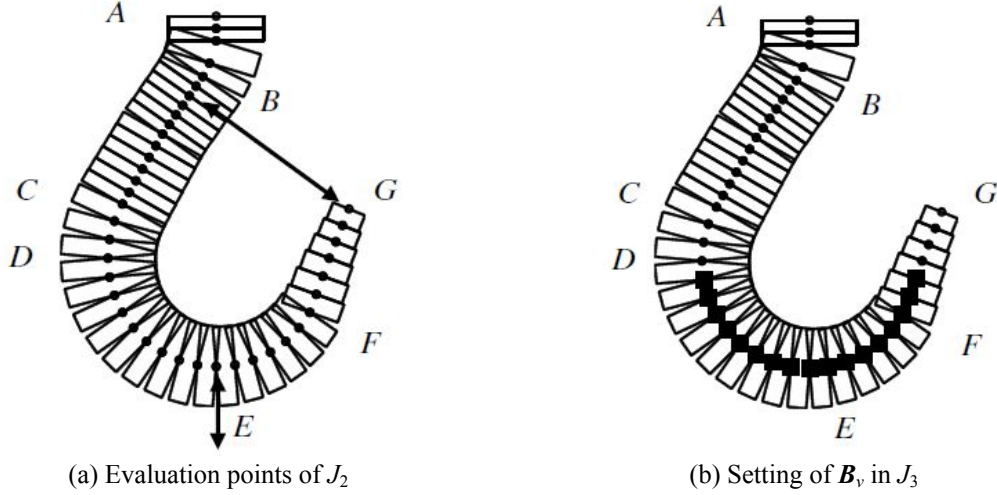 A
B
C
D
E
F
G
(a) Evaluation points of J₂
A
B
C
D
E
F
G
(b) Setting of Bᵥ in J₃